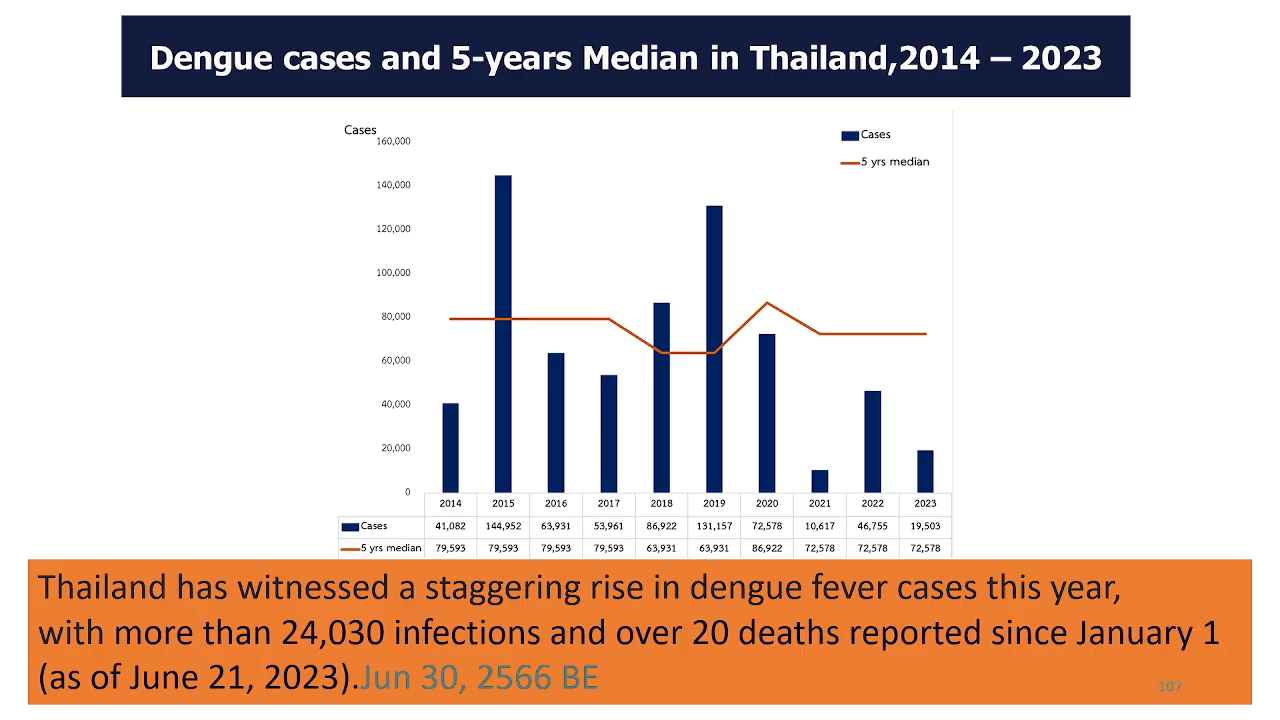 Dengue cases and 5-years Median in Thailand,2014 – 2023
Cases
160,000
140,000
120,000
100,000
80,000
60,000
40,000
20,000
0
Cases
5 yrs median
2014 2015 2016 2017 2018 2019 2020 2021 2022 2023
Cases 41,082 144,952 63,931 53,961 86,922 131,157 72,578 10,617 46,755 19,503
5 yrs median 79,593 79,593 79,593 79,593 63,931 63,931 86,922 72,578 72,578 72,578
Thailand has witnessed a staggering rise in dengue fever cases this year,
with more than 24,030 infections and over 20 deaths reported since January 1
(as of June 21, 2023).Jun 30, 2566 BE
107